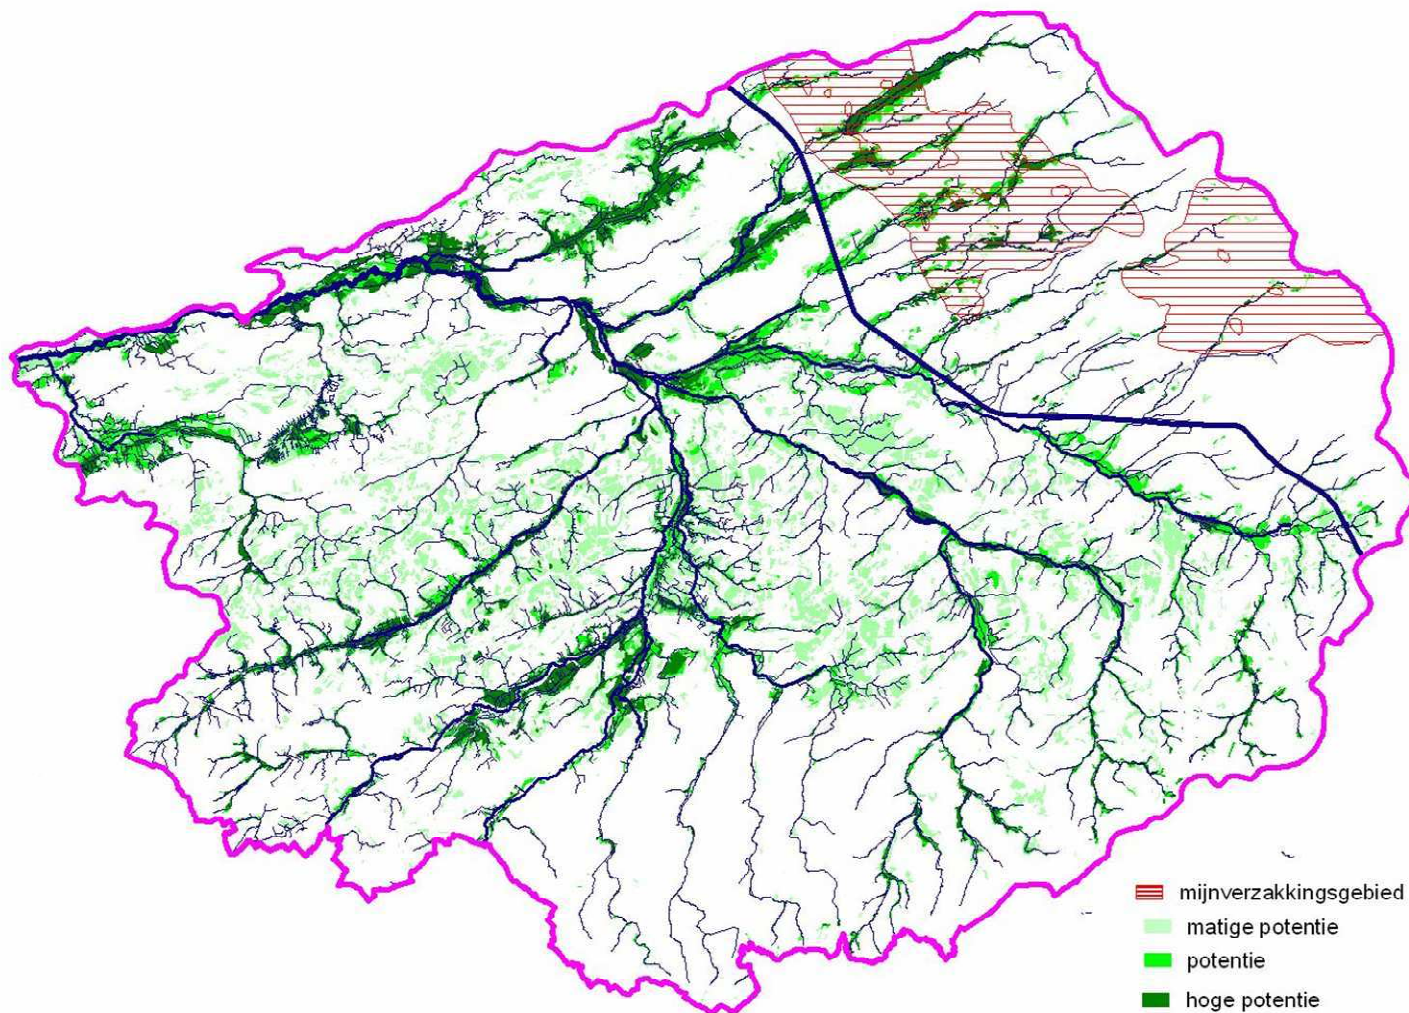 mijnverzakkingsgebied
matige potentie
potentie
hoge potentie